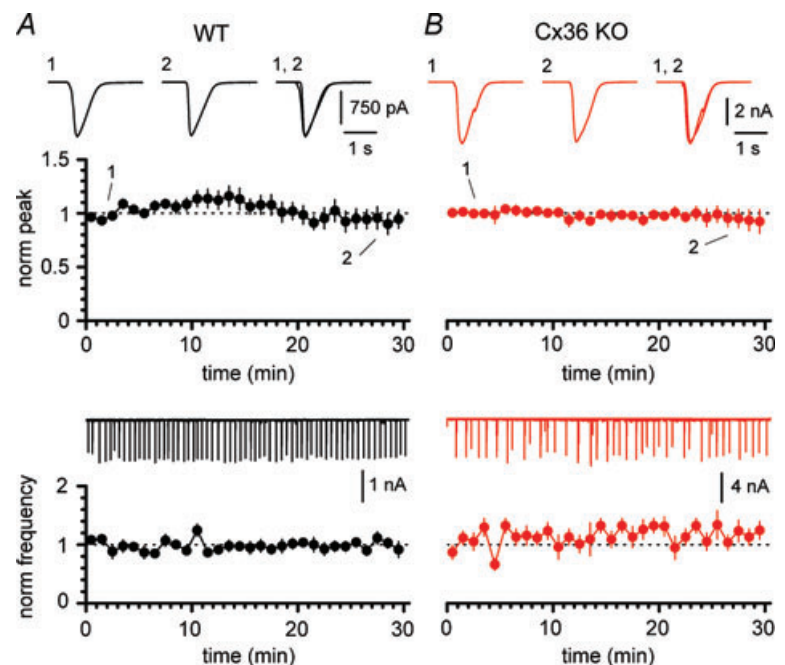 A WT B Cx36 KO
1 2 1, 2 1 2 1, 2
750 pA
1 s
2 nA
1 s
norm peak
1.5
1
0.5
0
1
2
1
2
0 10 20 30
time (min)
0 10 20 30
time (min)
1 nA
4 nA
norm frequency
2
1
0
0 10 20 30
time (min)
0 10 20 30
time (min)